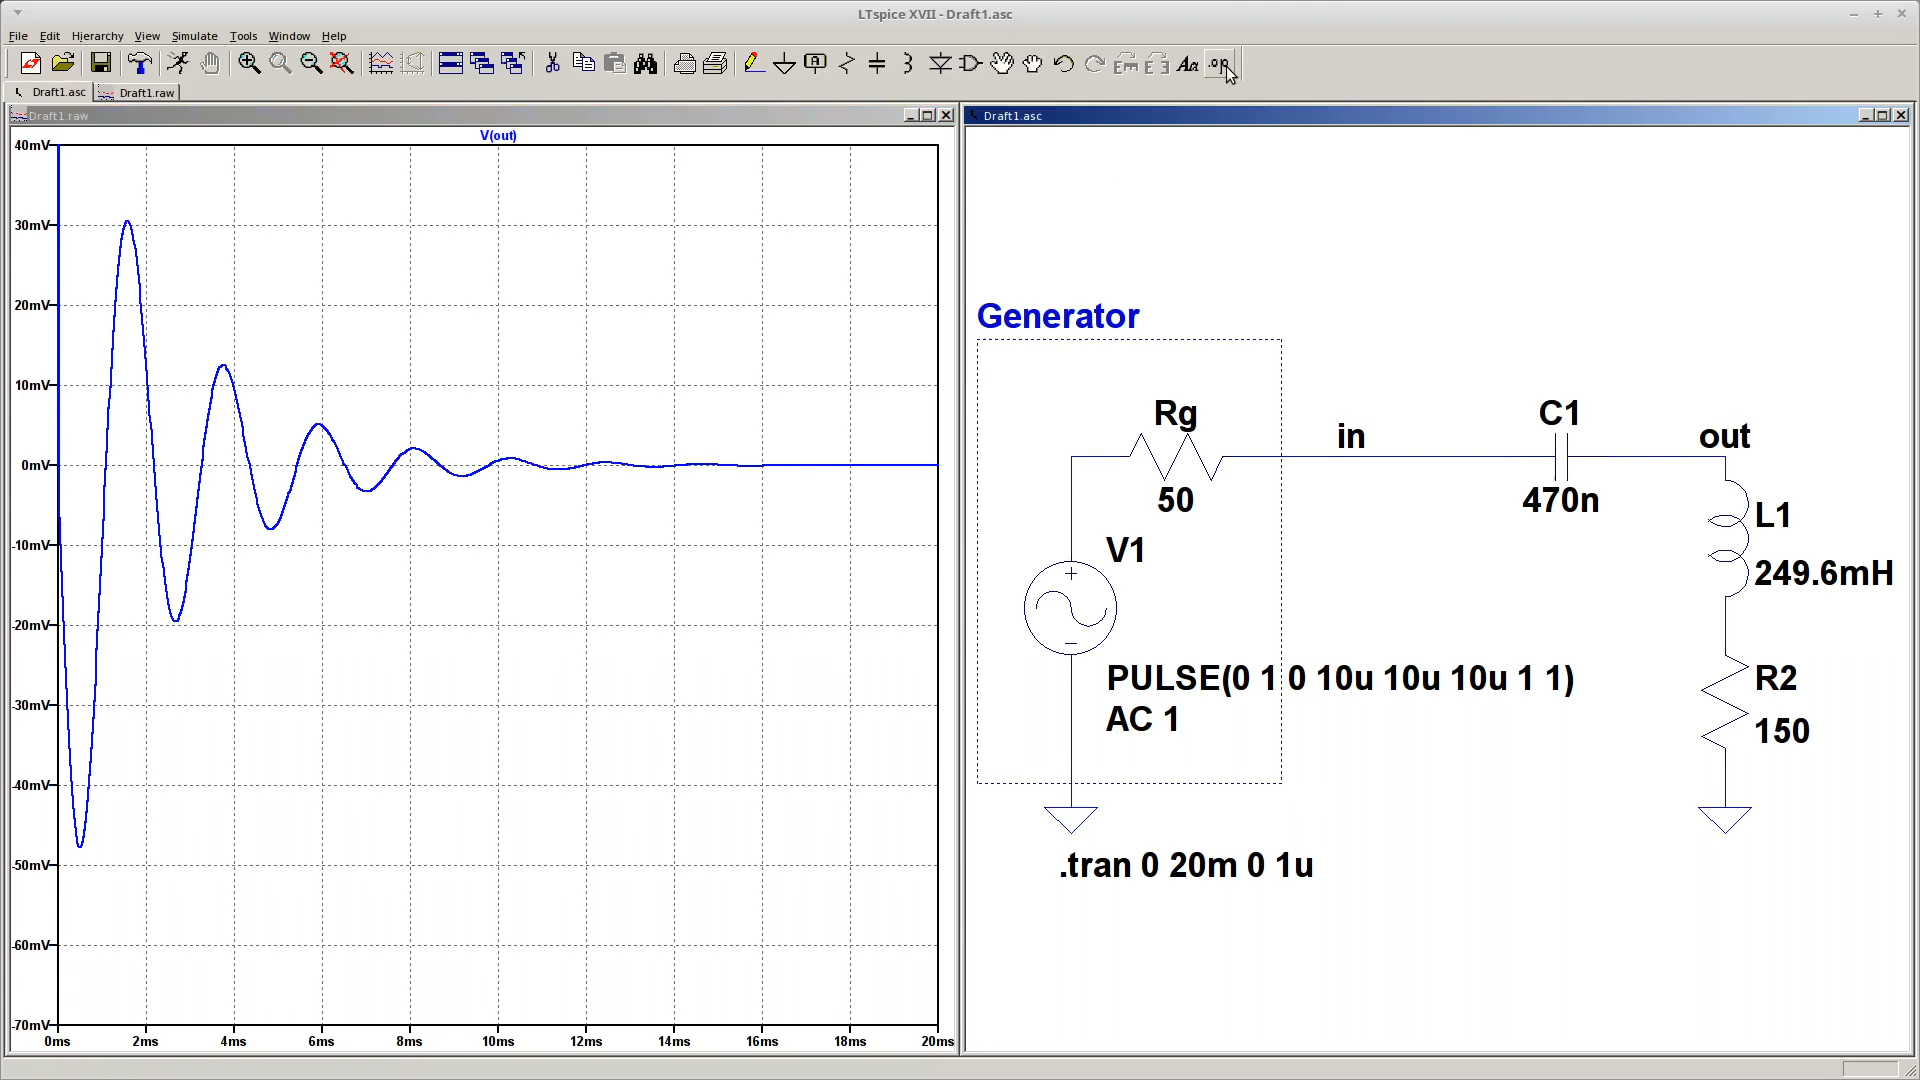 LTspice XVII - Draft1.asc
File Edit Hierarchy View Simulate Tools Window Help
Draft1.asc Draft1.raw
Draft1.raw
V(out)
40mV
30mV
20mV
10mV
0mV
-10mV
-20mV
-30mV
-40mV
-50mV
-60mV
-70mV
0ms 2ms 4ms 6ms 8ms 10ms 12ms 14ms 16ms 18ms 20ms
Draft1.asc
Generator
Rg
50
in
C1
470n
out
L1
249.6mH
V1
PULSE(0 1 0 10u 10u 10u 1 1)
AC 1
R2
150
.tran 0 20m 0 1u